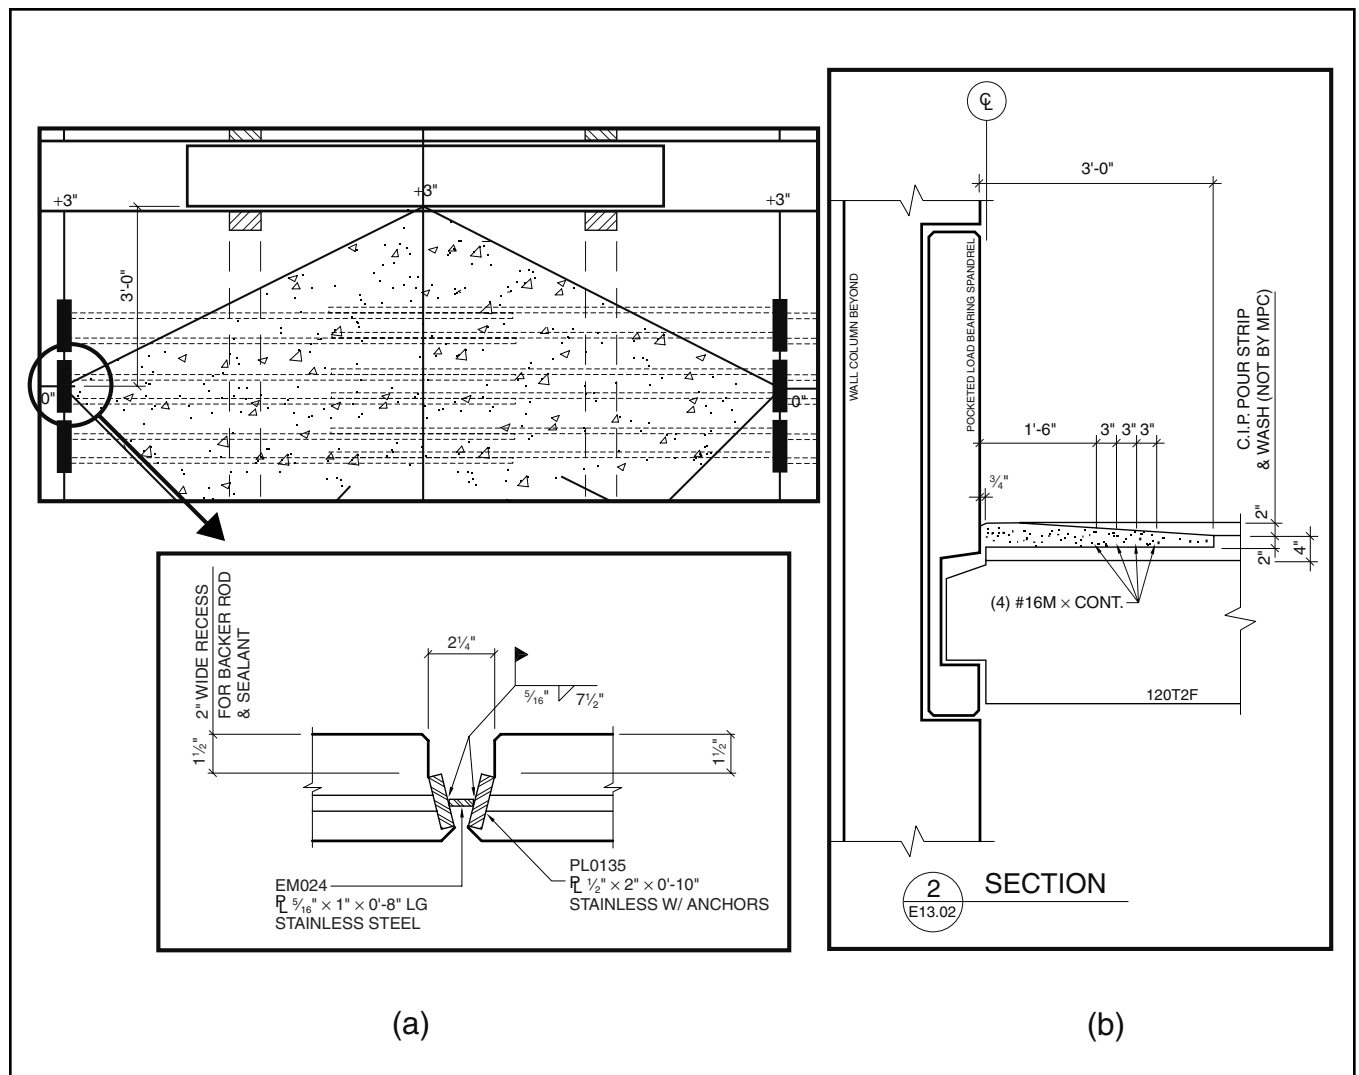 +3"
+3"
+3"
3'-0"
0"
0"
2" WIDE RECESS
FOR BACKER ROD
& SEALANT
2¼"
5⁄16"
7½"
1½"
1½"
EM024
℄ 5⁄16" × 1" × 0'-8" LG
STAINLESS STEEL
PL0135
℄ ½" × 2" × 0'-10"
STAINLESS W/ ANCHORS
(a)
℄
3'-0"
WALL COLUMN BEYOND
POCKETED LOAD BEARING SPANDREL
C.I.P. POUR STRIP
& WASH (NOT BY MPC)
1'-6"
3"
3"
3"
¾"
2"
2"
4"
(4) #16M × CONT.
120T2F
2
E13.02
SECTION
(b)